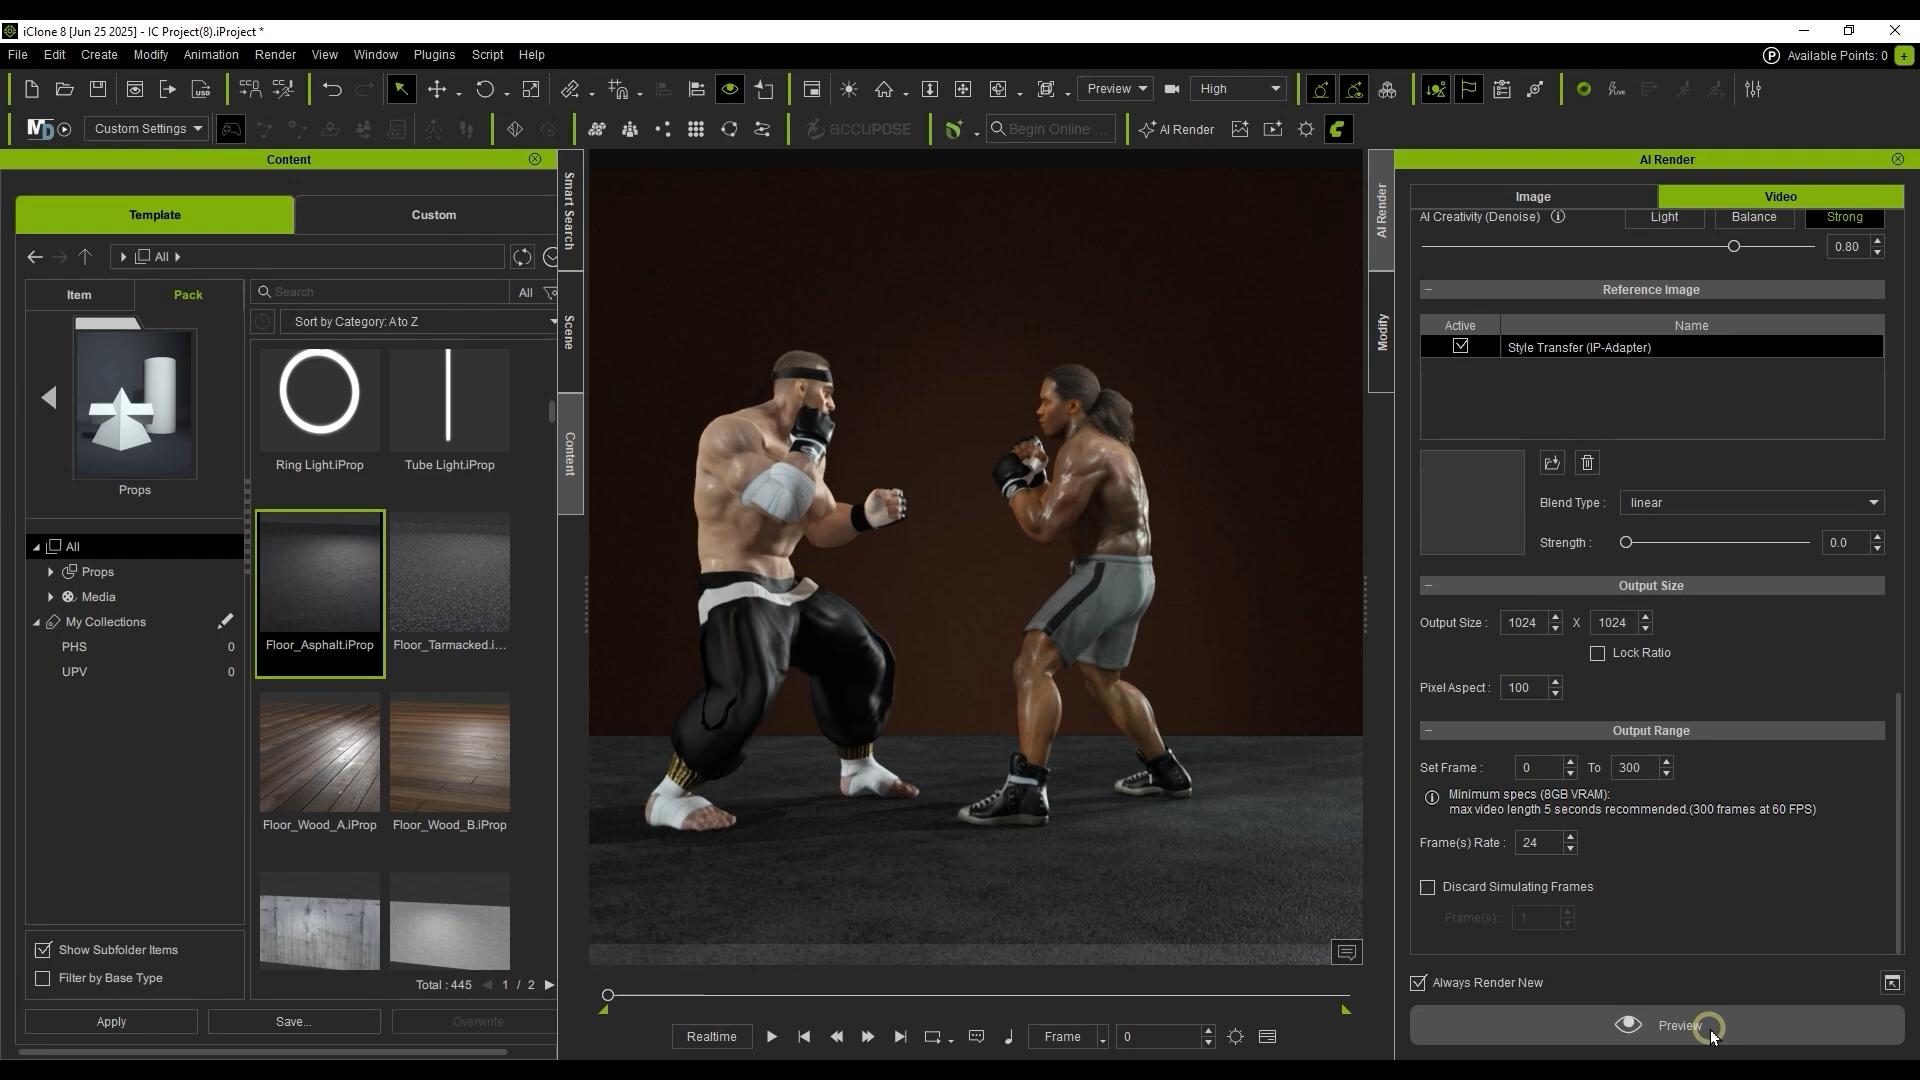 iClone 8 [Jun 25 2025] - IC Project(8).iProject *
File Edit Create Modify Animation Render View Window Plugins Script Help
P Available Points: 0 +
Preview High
MD Custom Settings ACCUPOSE Begin Online ... AI Render
Content
Template Custom
All
Item Pack
Search All
Sort by Category: A to Z
Props
Ring Light.iProp Tube Light.iProp
All
Props
Media
My Collections
PHS 0
UPV 0
Floor_Asphalt.iProp Floor_Tarmacked.i...
Floor_Wood_A.iProp Floor_Wood_B.iProp
Show Subfolder Items
Filter by Base Type
Total : 445 1 / 2
Apply Save... Overwrite
Smart Search
Scene
Content
Realtime Frame 0
AI Render
Modify
AI Render
Image Video
AI Creativity (Denoise) Light Balance Strong
0.80
Reference Image
Active Name
Style Transfer (IP-Adapter)
Blend Type : linear
Strength : 0.0
Output Size
Output Size : 1024 X 1024
Lock Ratio
Pixel Aspect : 100
Output Range
Set Frame : 0 To 300
Minimum specs (8GB VRAM):
max video length 5 seconds recommended.(300 frames at 60 FPS)
Frame(s) Rate : 24
Discard Simulating Frames
Frame(s) : 1
Always Render New
Preview